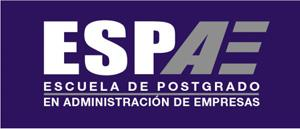 ESPAE
ESCUELA DE POSTGRADO
EN ADMINISTRACIÓN DE EMPRESAS